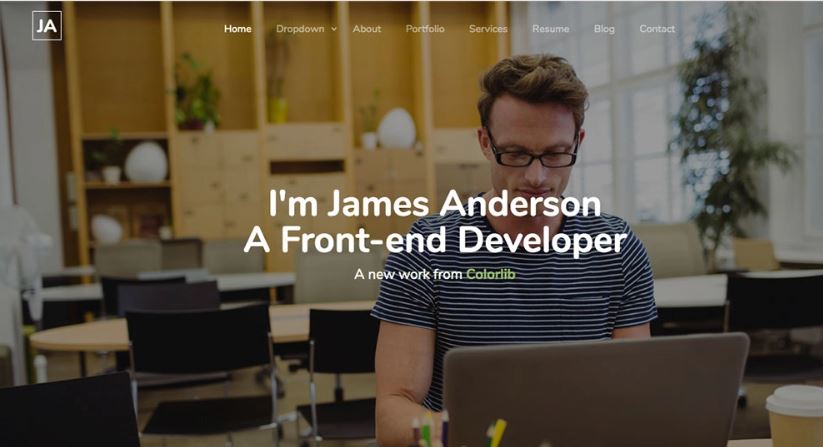 JA
Home Dropdown About Portfolio Services Resume Blog Contact
I'm James Anderson
A Front-end Developer
A new work from Colorlib